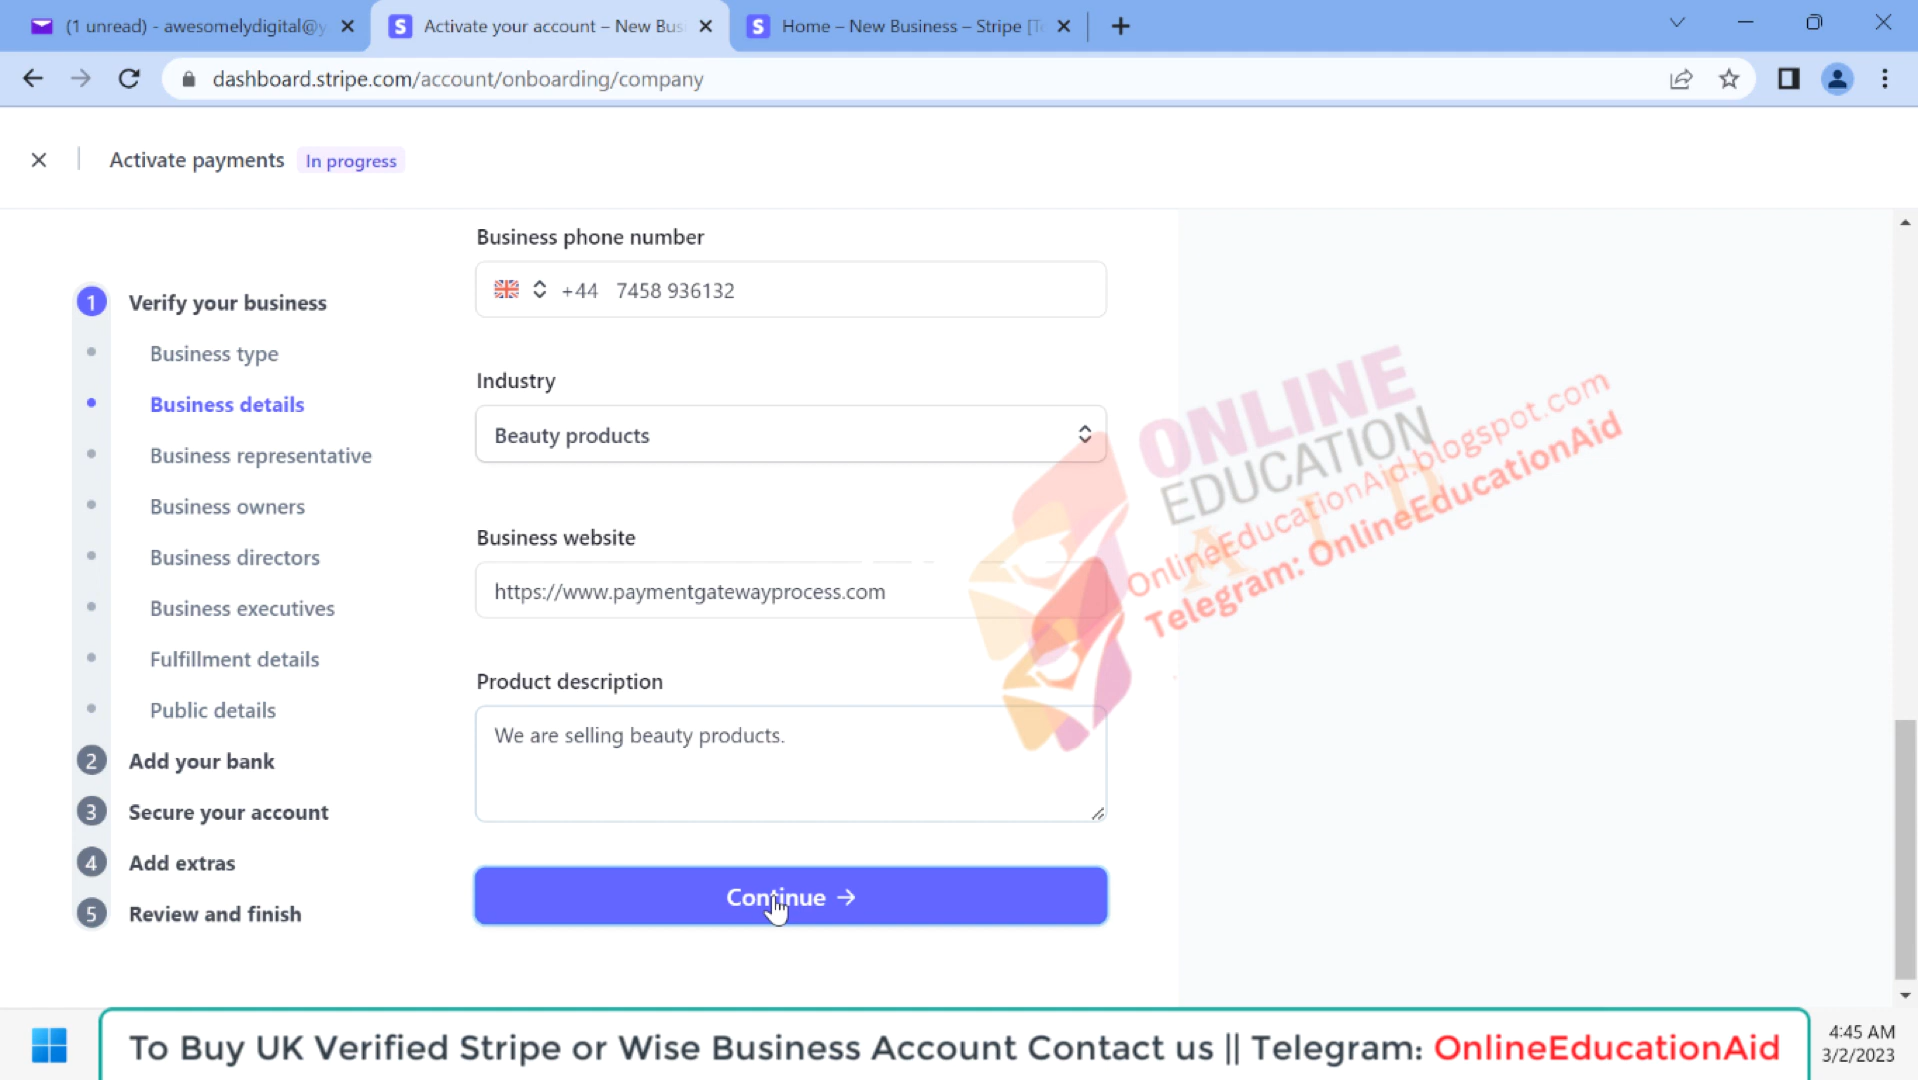 (1 unread) - awesomelydigital@y
Activate your account – New Bus
Home – New Business – Stripe [Te
dashboard.stripe.com/account/onboarding/company
Activate payments
In progress
1 Verify your business
Business type
Business details
Business representative
Business owners
Business directors
Business executives
Fulfillment details
Public details
2 Add your bank
3 Secure your account
4 Add extras
5 Review and finish
Business phone number
+44 7458 936132
Industry
Beauty products
Business website
https://www.paymentgatewayprocess.com
Product description
We are selling beauty products.
Continue →
ONLINE
EDUCATION
AID
OnlineEducationAid.blogspot.com
Telegram: OnlineEducationAid
To Buy UK Verified Stripe or Wise Business Account Contact us || Telegram: OnlineEducationAid
4:45 AM
3/2/2023